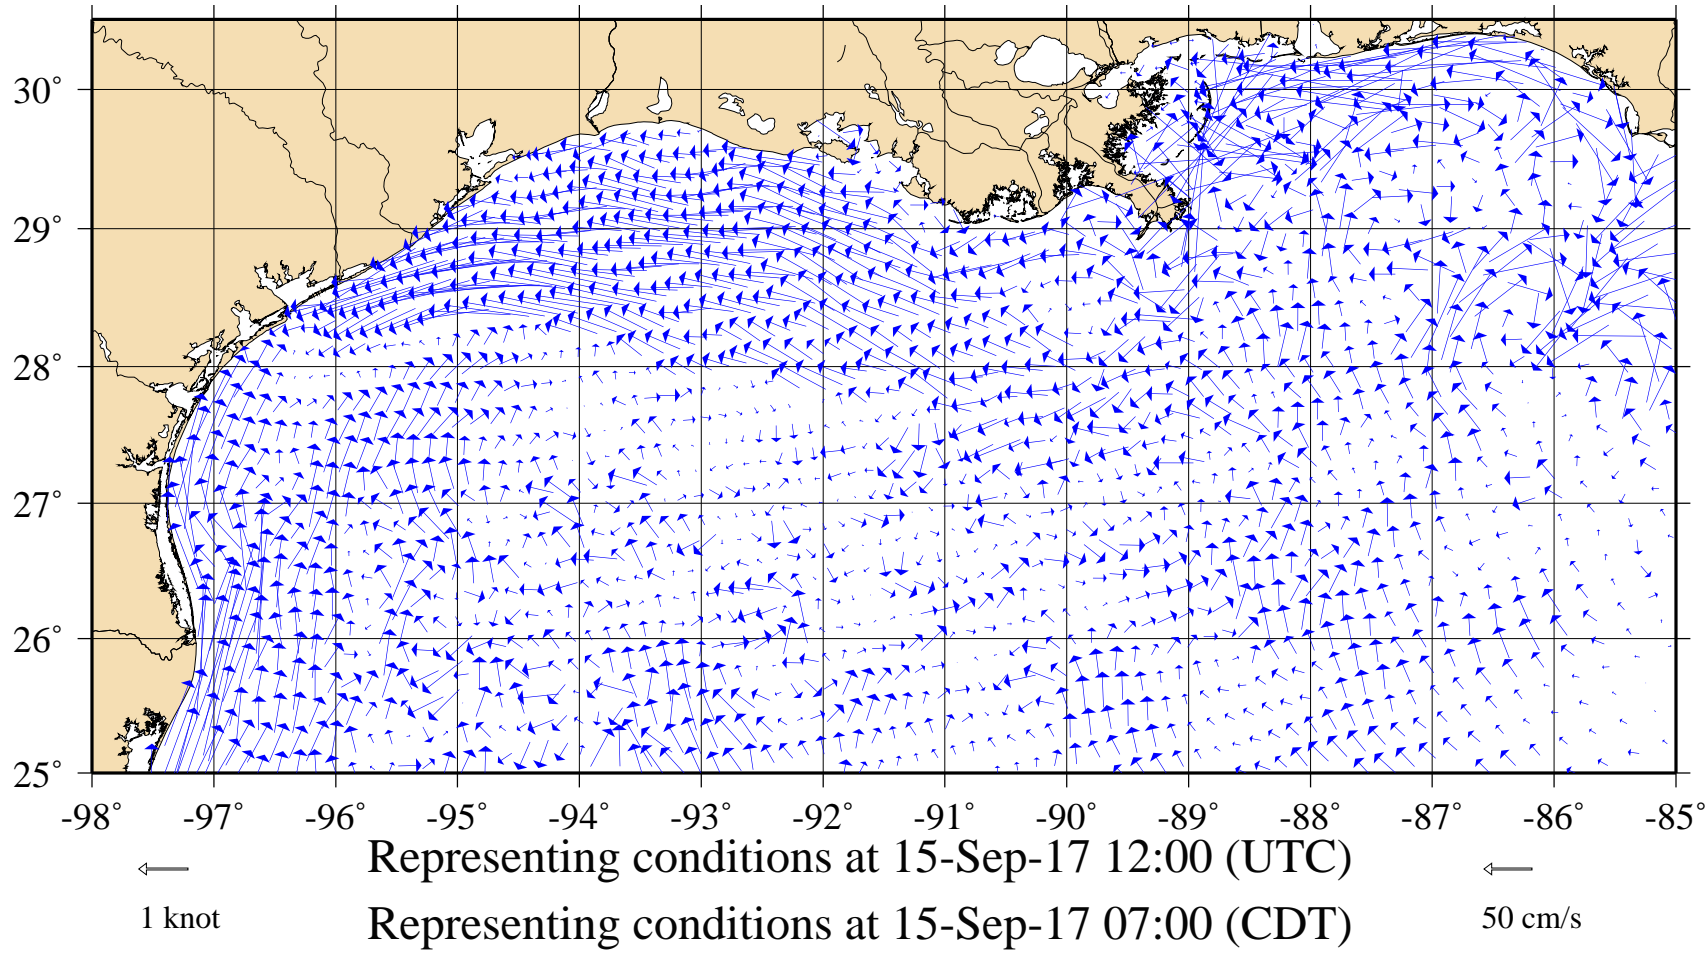 30°
29°
28°
27°
26°
25°
-98° -97° -96° -95° -94° -93° -92° -91° -90° -89° -88° -87° -86° -85°
Representing conditions at 15-Sep-17 12:00 (UTC)
1 knot
Representing conditions at 15-Sep-17 07:00 (CDT)
50 cm/s